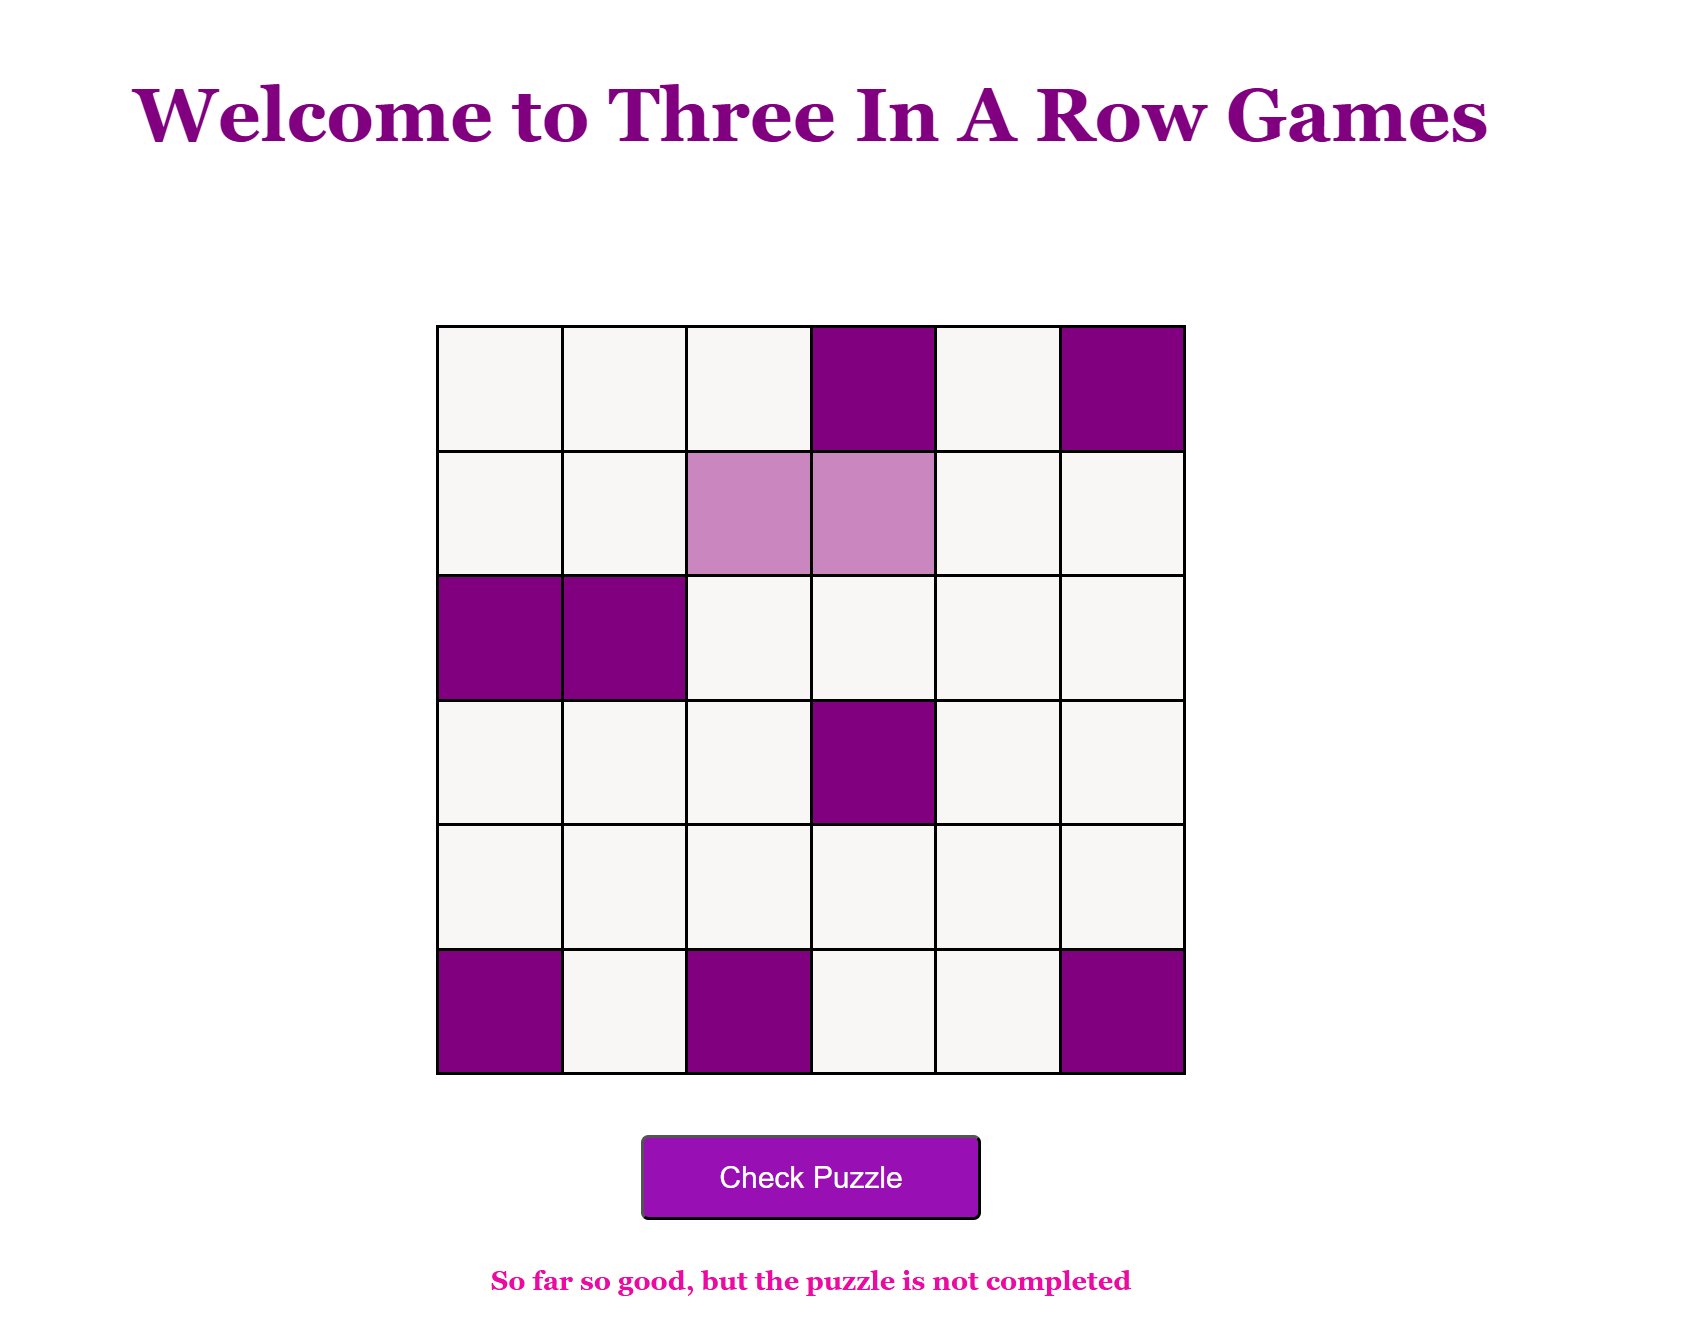 Welcome to Three In A Row Games
Check Puzzle
So far so good, but the puzzle is not completed